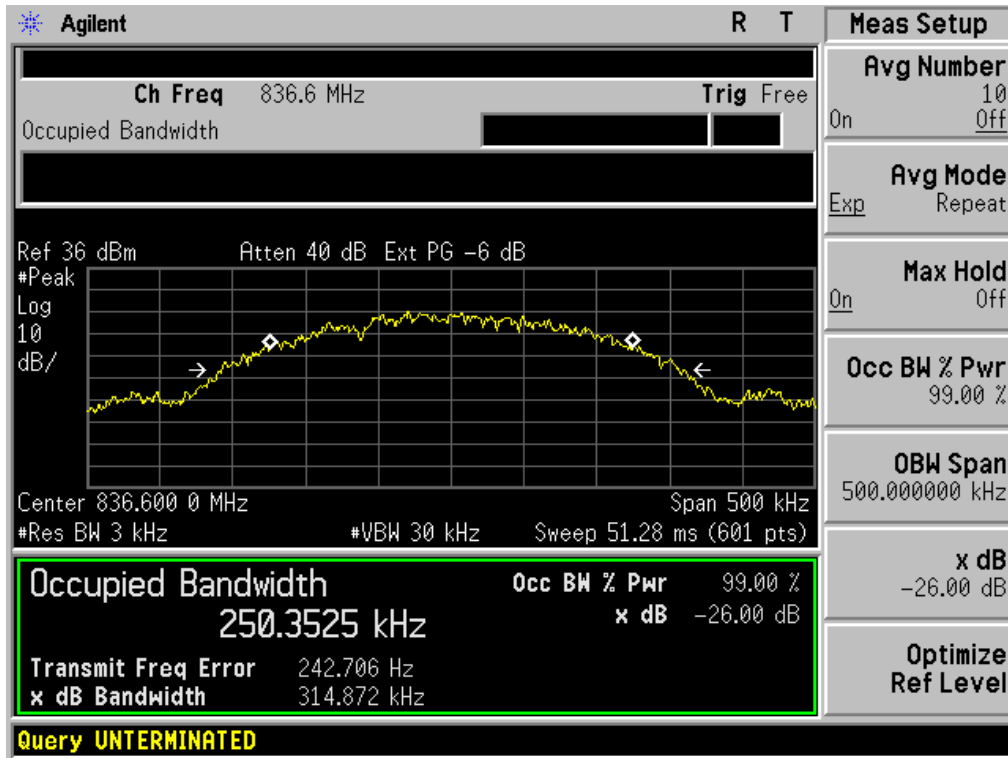 Agilent R T
Ch Freq 836.6 MHz Trig Free
Occupied Bandwidth
Ref 36 dBm Atten 40 dB Ext PG -6 dB
#Peak
Log
10
dB/
Center 836.600 0 MHz Span 500 kHz
#Res BW 3 kHz #VBW 30 kHz Sweep 51.28 ms (601 pts)
Occupied Bandwidth Occ BW % Pwr 99.00 %
250.3525 kHz x dB -26.00 dB
Transmit Freq Error 242.706 Hz
x dB Bandwidth 314.872 kHz
Query UNTERMINATED
Meas Setup
Avg Number
10
On Off
Avg Mode
Exp Repeat
Max Hold
On Off
Occ BW % Pwr
99.00 %
OBW Span
500.000000 kHz
x dB
-26.00 dB
Optimize
Ref Level